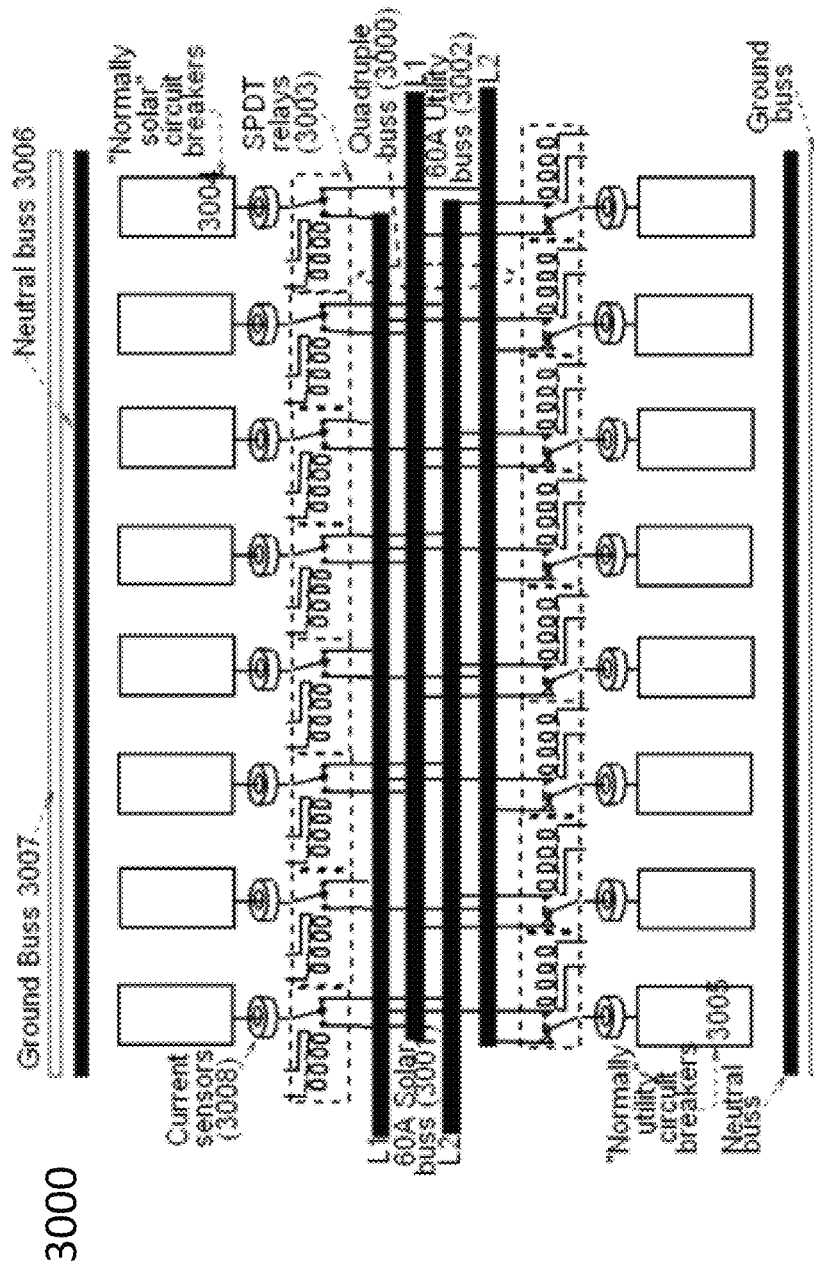 3000
Ground Buss 3007
Neutral buss 3006
"Normally
solar"
circuit
breakers
3004
SPDT
relays
(3003)
Quadruple
buss (3000)
L1
60A Utility
buss (3002)
L2
Current
sensors
(3008)
L1
60A Solar
buss (3001)
L2
"Normally
utility
circuit
breakers
3005
Neutral
buss
Ground
buss